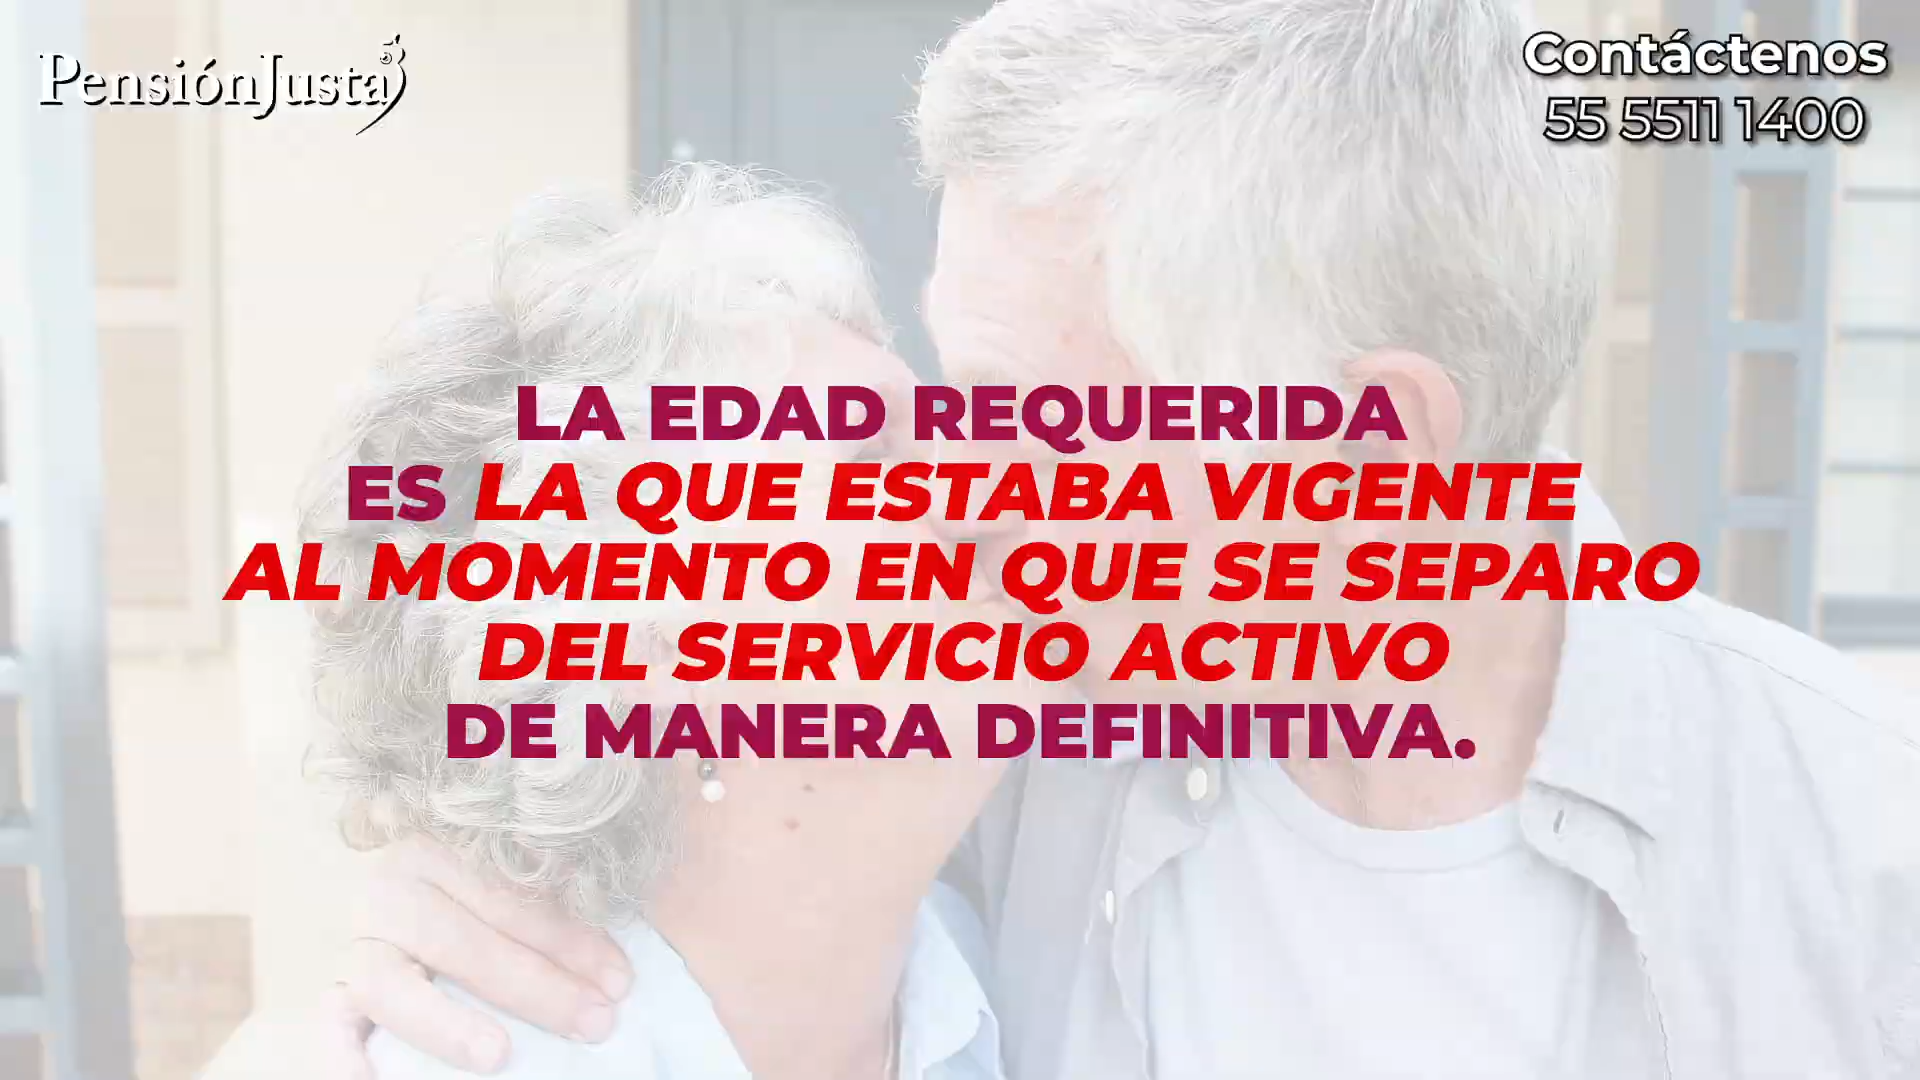 PensiónJusta
Contáctenos
55 5511 1400
LA EDAD REQUERIDA
ES LA QUE ESTABA VIGENTE
AL MOMENTO EN QUE SE SEPARO
DEL SERVICIO ACTIVO
DE MANERA DEFINITIVA.